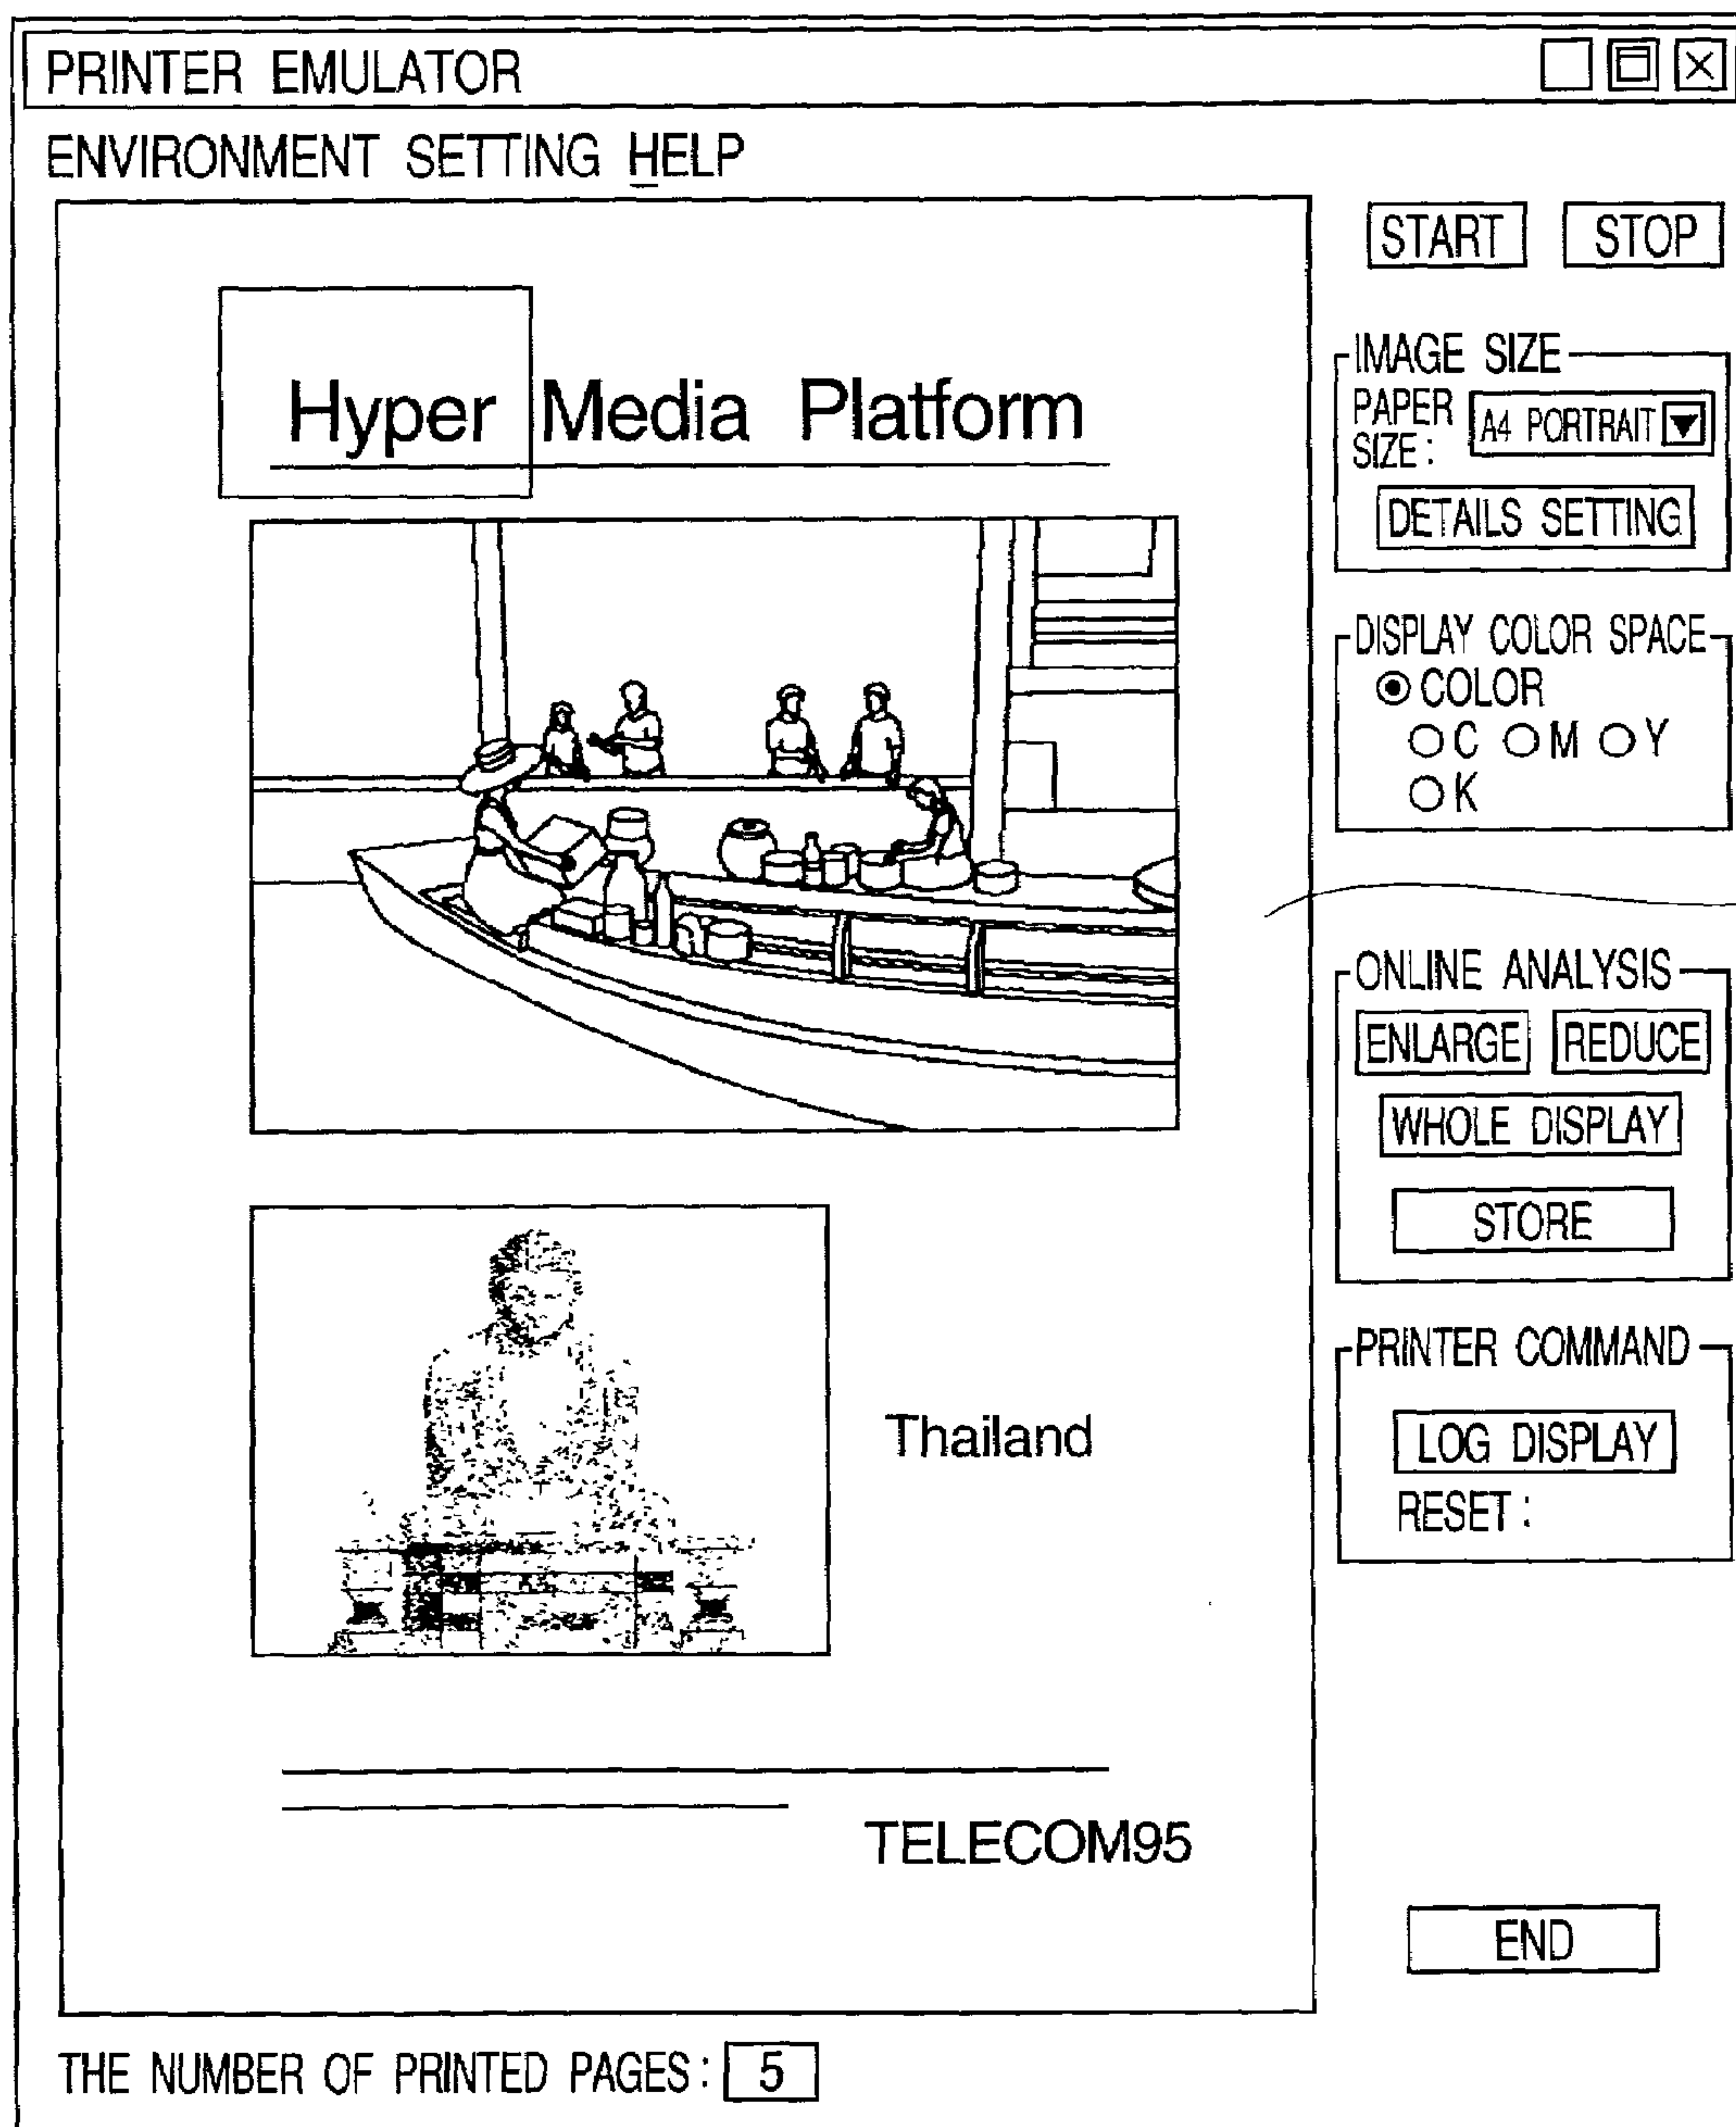 PRINTER EMULATOR
ENVIRONMENT SETTING HELP
Hyper Media Platform
Thailand
TELECOM95
START STOP
IMAGE SIZE
PAPER SIZE: A4 PORTRAIT
DETAILS SETTING
DISPLAY COLOR SPACE
COLOR
C M Y
K
ONLINE ANALYSIS
ENLARGE REDUCE
WHOLE DISPLAY
STORE
PRINTER COMMAND
LOG DISPLAY
RESET:
END
THE NUMBER OF PRINTED PAGES: 5